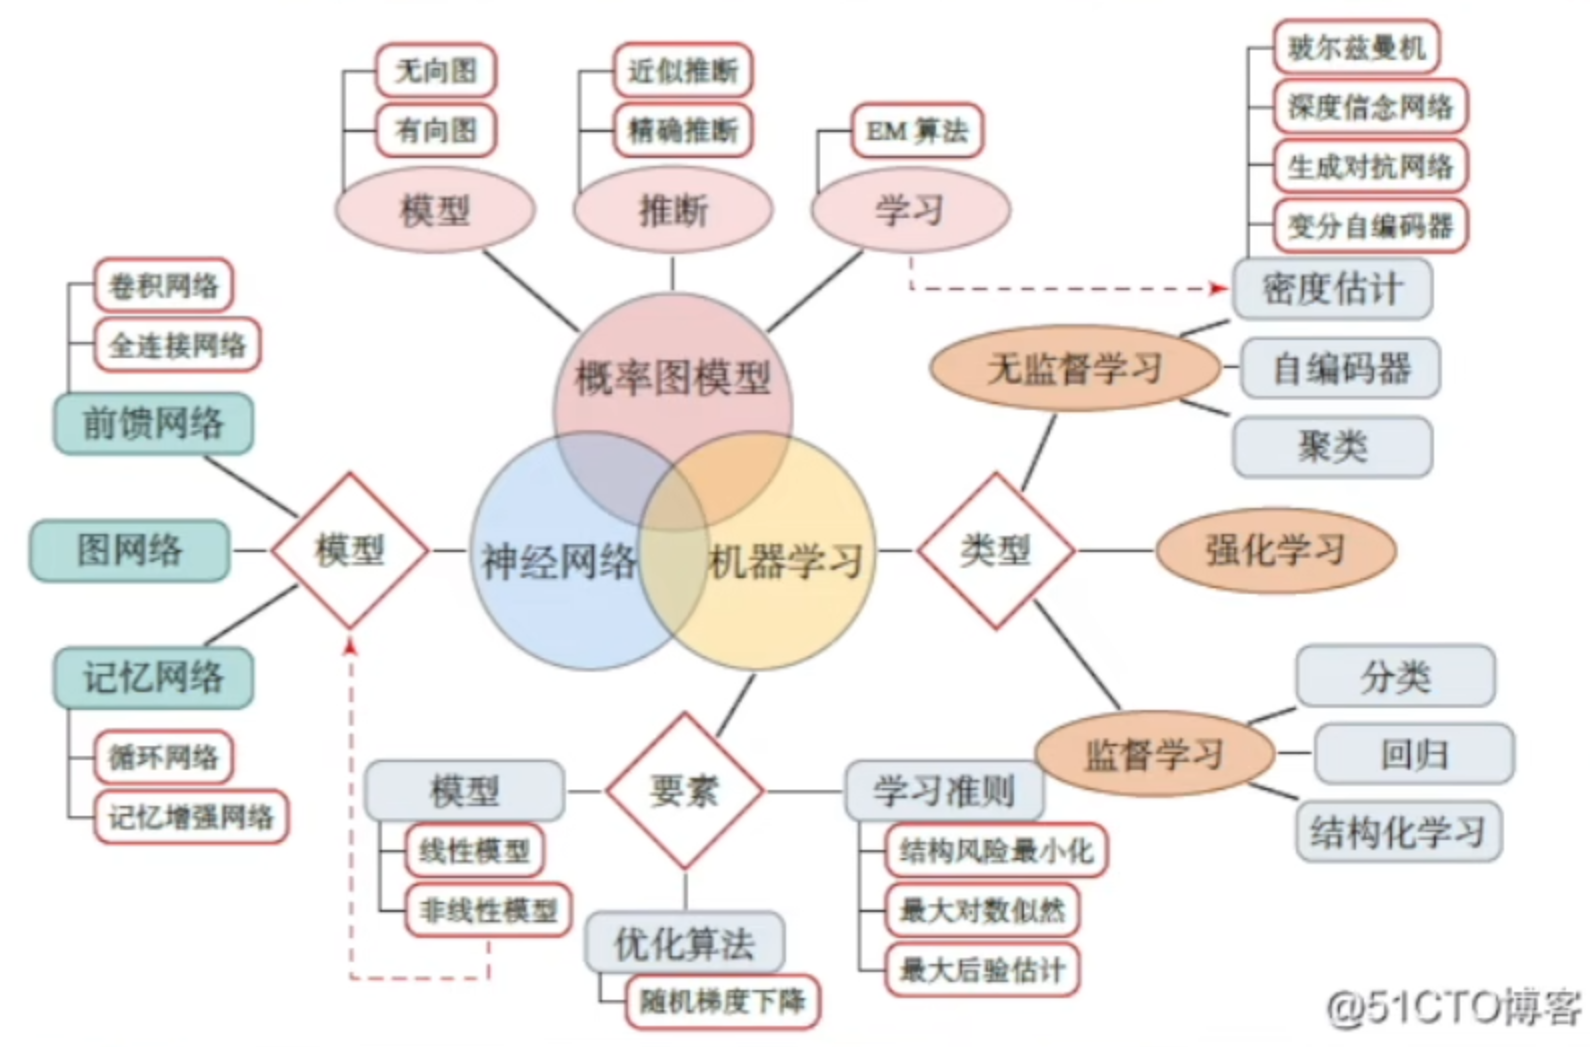 无向图
有向图
模型
近似推断
精确推断
推断
EM 算法
学习
玻尔兹曼机
深度信念网络
生成对抗网络
变分自编码器
密度估计
无监督学习
自编码器
聚类
卷积网络
全连接网络
前馈网络
图网络
模型
记忆网络
循环网络
记忆增强网络
概率图模型
神经网络
机器学习
类型
强化学习
监督学习
分类
回归
结构化学习
要素
模型
线性模型
非线性模型
优化算法
随机梯度下降
学习准则
结构风险最小化
最大对数似然
最大后验估计
@51CTO博客